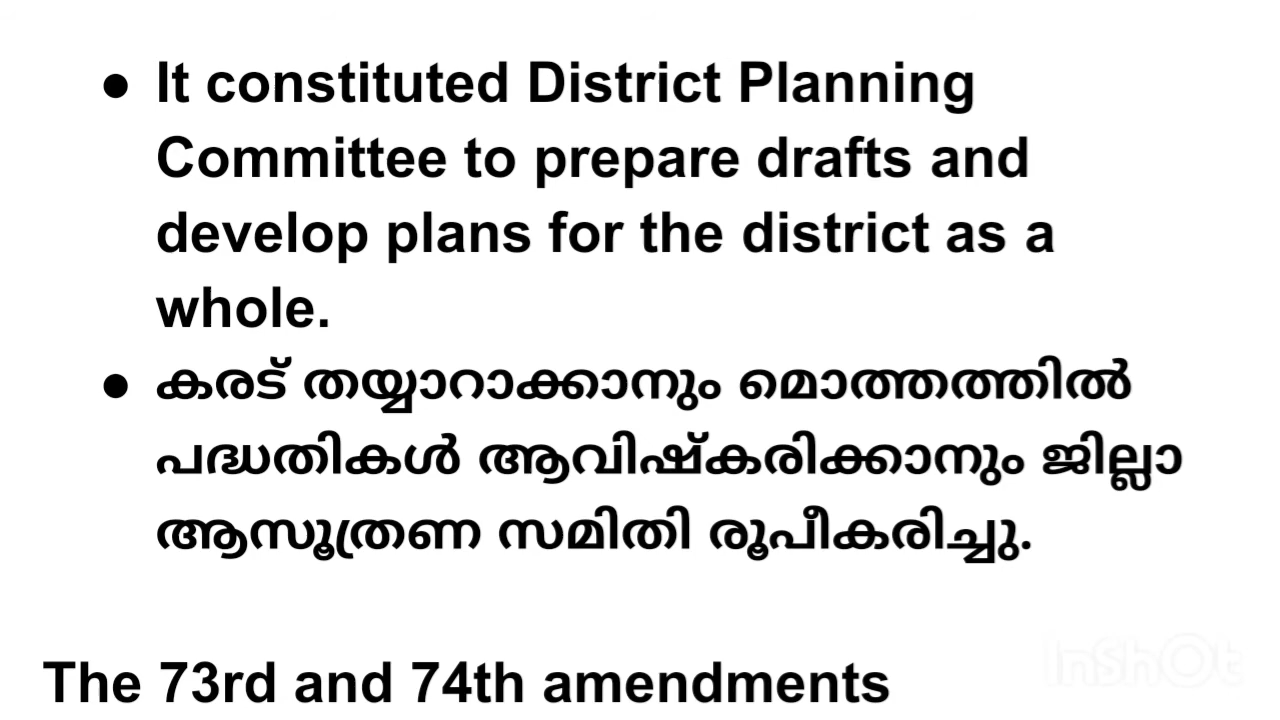 ● It constituted District Planning
Committee to prepare drafts and
develop plans for the district as a
whole.
● കരട് തയ്യാറാക്കാനും മൊത്തത്തിൽ
പദ്ധതികൾ ആവിഷ്കരിക്കാനും ജില്ലാ
ആസൂത്രണ സമിതി രൂപീകരിച്ചു.
The 73rd and 74th amendments
InShOt